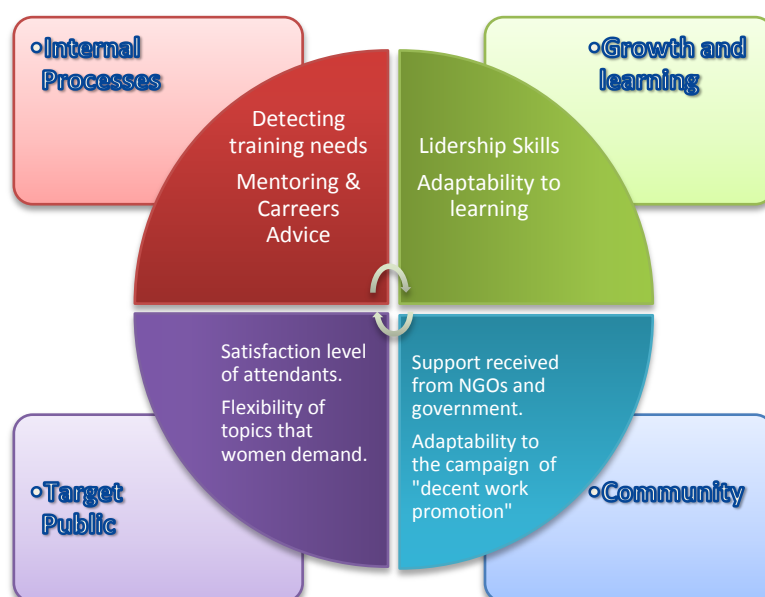 •Internal
Processes
Detecting
training needs
Mentoring &
Carreers
Advice
•Growth and
learning
Lidership Skills
Adaptability to
learning
•Target
Public
Satisfaction level
of attendants.
Flexibility of
topics that
women demand.
•Community
Support received
from NGOs and
government.
Adaptability to
the campaign of
"decent work
promotion"